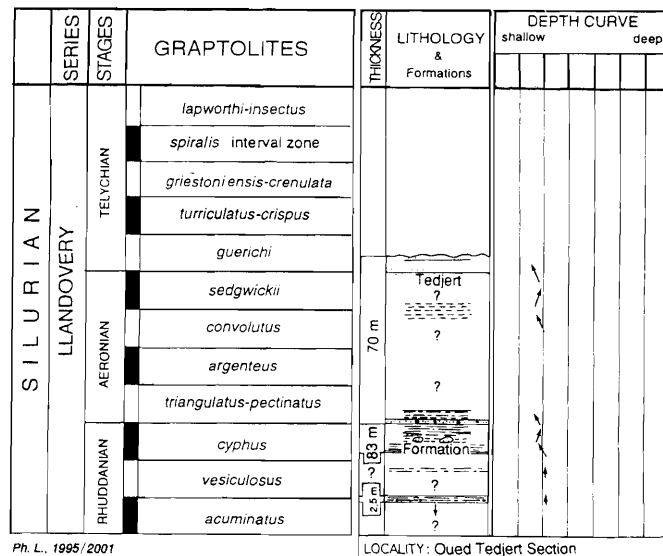 SERIES
STAGES
GRAPTOLITES
THICKNESS
LITHOLOGY
&
Formations
DEPTH CURVE
shallow
deep
SILURIAN
LLANDOVERY
TELYCHIAN
lapworthi-insectus
spiralis interval zone
griestoniensis-crenulata
turriculatus-crispus
guerichi
AERONIAN
sedgwickii
convolutus
argenteus
triangulatus-pectinatus
RHUDDANIAN
cyphus
vesiculosus
acuminatus
70 m
83 m
?
2.5 m
Tedjert
?
?
?
Formation
?
?
Ph. L., 1995/2001
LOCALITY: Oued Tedjert Section